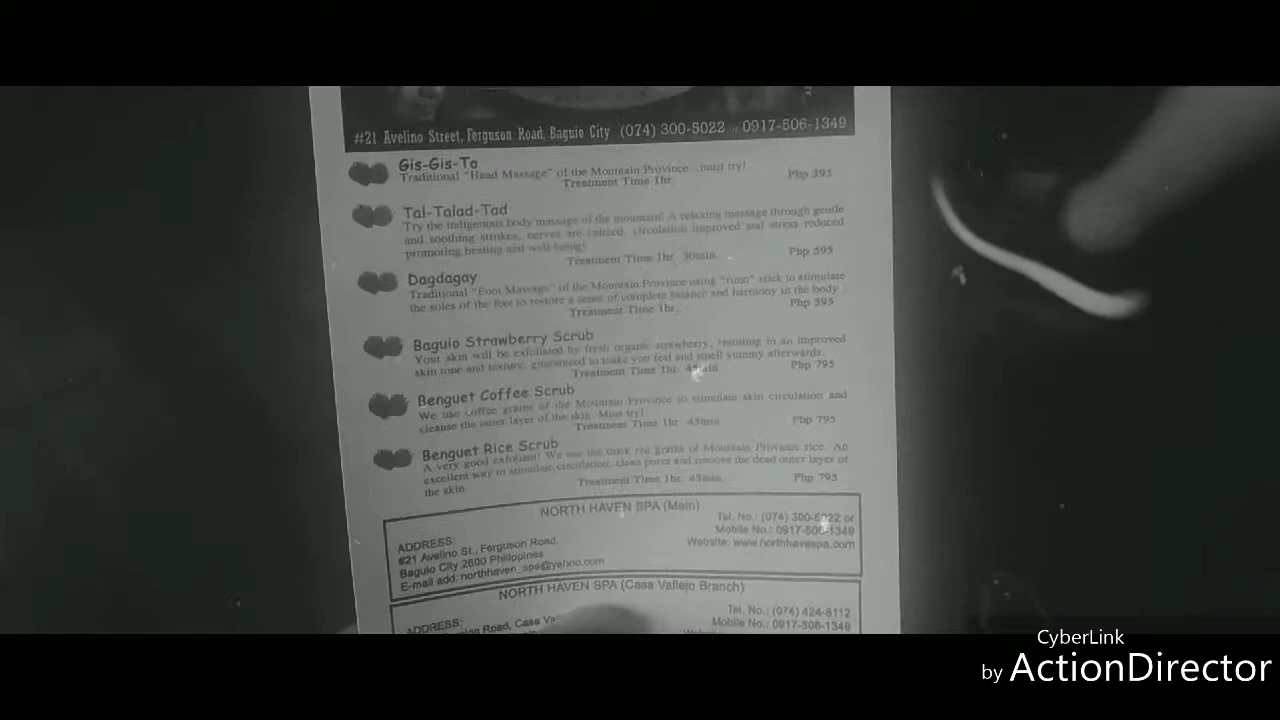 #21 Avelino Street, Ferguson Road, Baguio City (074) 300-5022 or 0917-506-1349
Gis-Gis-To
Traditional "Head Massage" of the Mountain Province ...must try!
Treatment Time 1hr. Php 395
Tal-Talad-Tad
Try the indigenous body massage of the mountain! A relaxing massage through gentle
and soothing strokes, nerves are calmed, circulation improved and stress reduced
promoting healing and well being!
Treatment Time 1hr. 30min. Php 595
Dagdagay
Traditional "Foot Massage" of the Mountain Province using "runo" stick to stimulate
the soles of the feet to restore a sense of complete balance and harmony in the body.
Treatment Time 1hr. Php 395
Baguio Strawberry Scrub
Your skin will be exfoliated by fresh organic strawberry, resulting to an improved
skin tone and texture, guaranteed to make you feel and smell yummy afterwards.
Treatment Time 1hr. 45min Php 795
Benguet Coffee Scrub
We use coffee grains of the Mountain Province to stimulate skin circulation and
cleanse the outer layer of the skin. Must try!
Treatment Time 1hr. 45min Php 795
Benguet Rice Scrub
A very good exfoliant! We use the thick red grains of Mountain Province rice. An
excellent way to stimulate circulation, clean pores and remove the dead outer layer of
the skin.
Treatment Time 1hr. 45min. Php 795
NORTH HAVEN SPA (Main)
ADDRESS:
#21 Avelino St., Ferguson Road,
Baguio City 2600 Philippines
E-mail add: northhaven_spa@yahoo.com
Tel. No.: (074) 300-5022 or
Mobile No.: 0917-506-1349
Website: www.northhavespa.com
NORTH HAVEN SPA (Casa Vallejo Branch)
ADDRESS:
Road, Casa
Tel. No.: (074) 424-8112
Mobile No.: 0917-506-1349
CyberLink
by ActionDirector